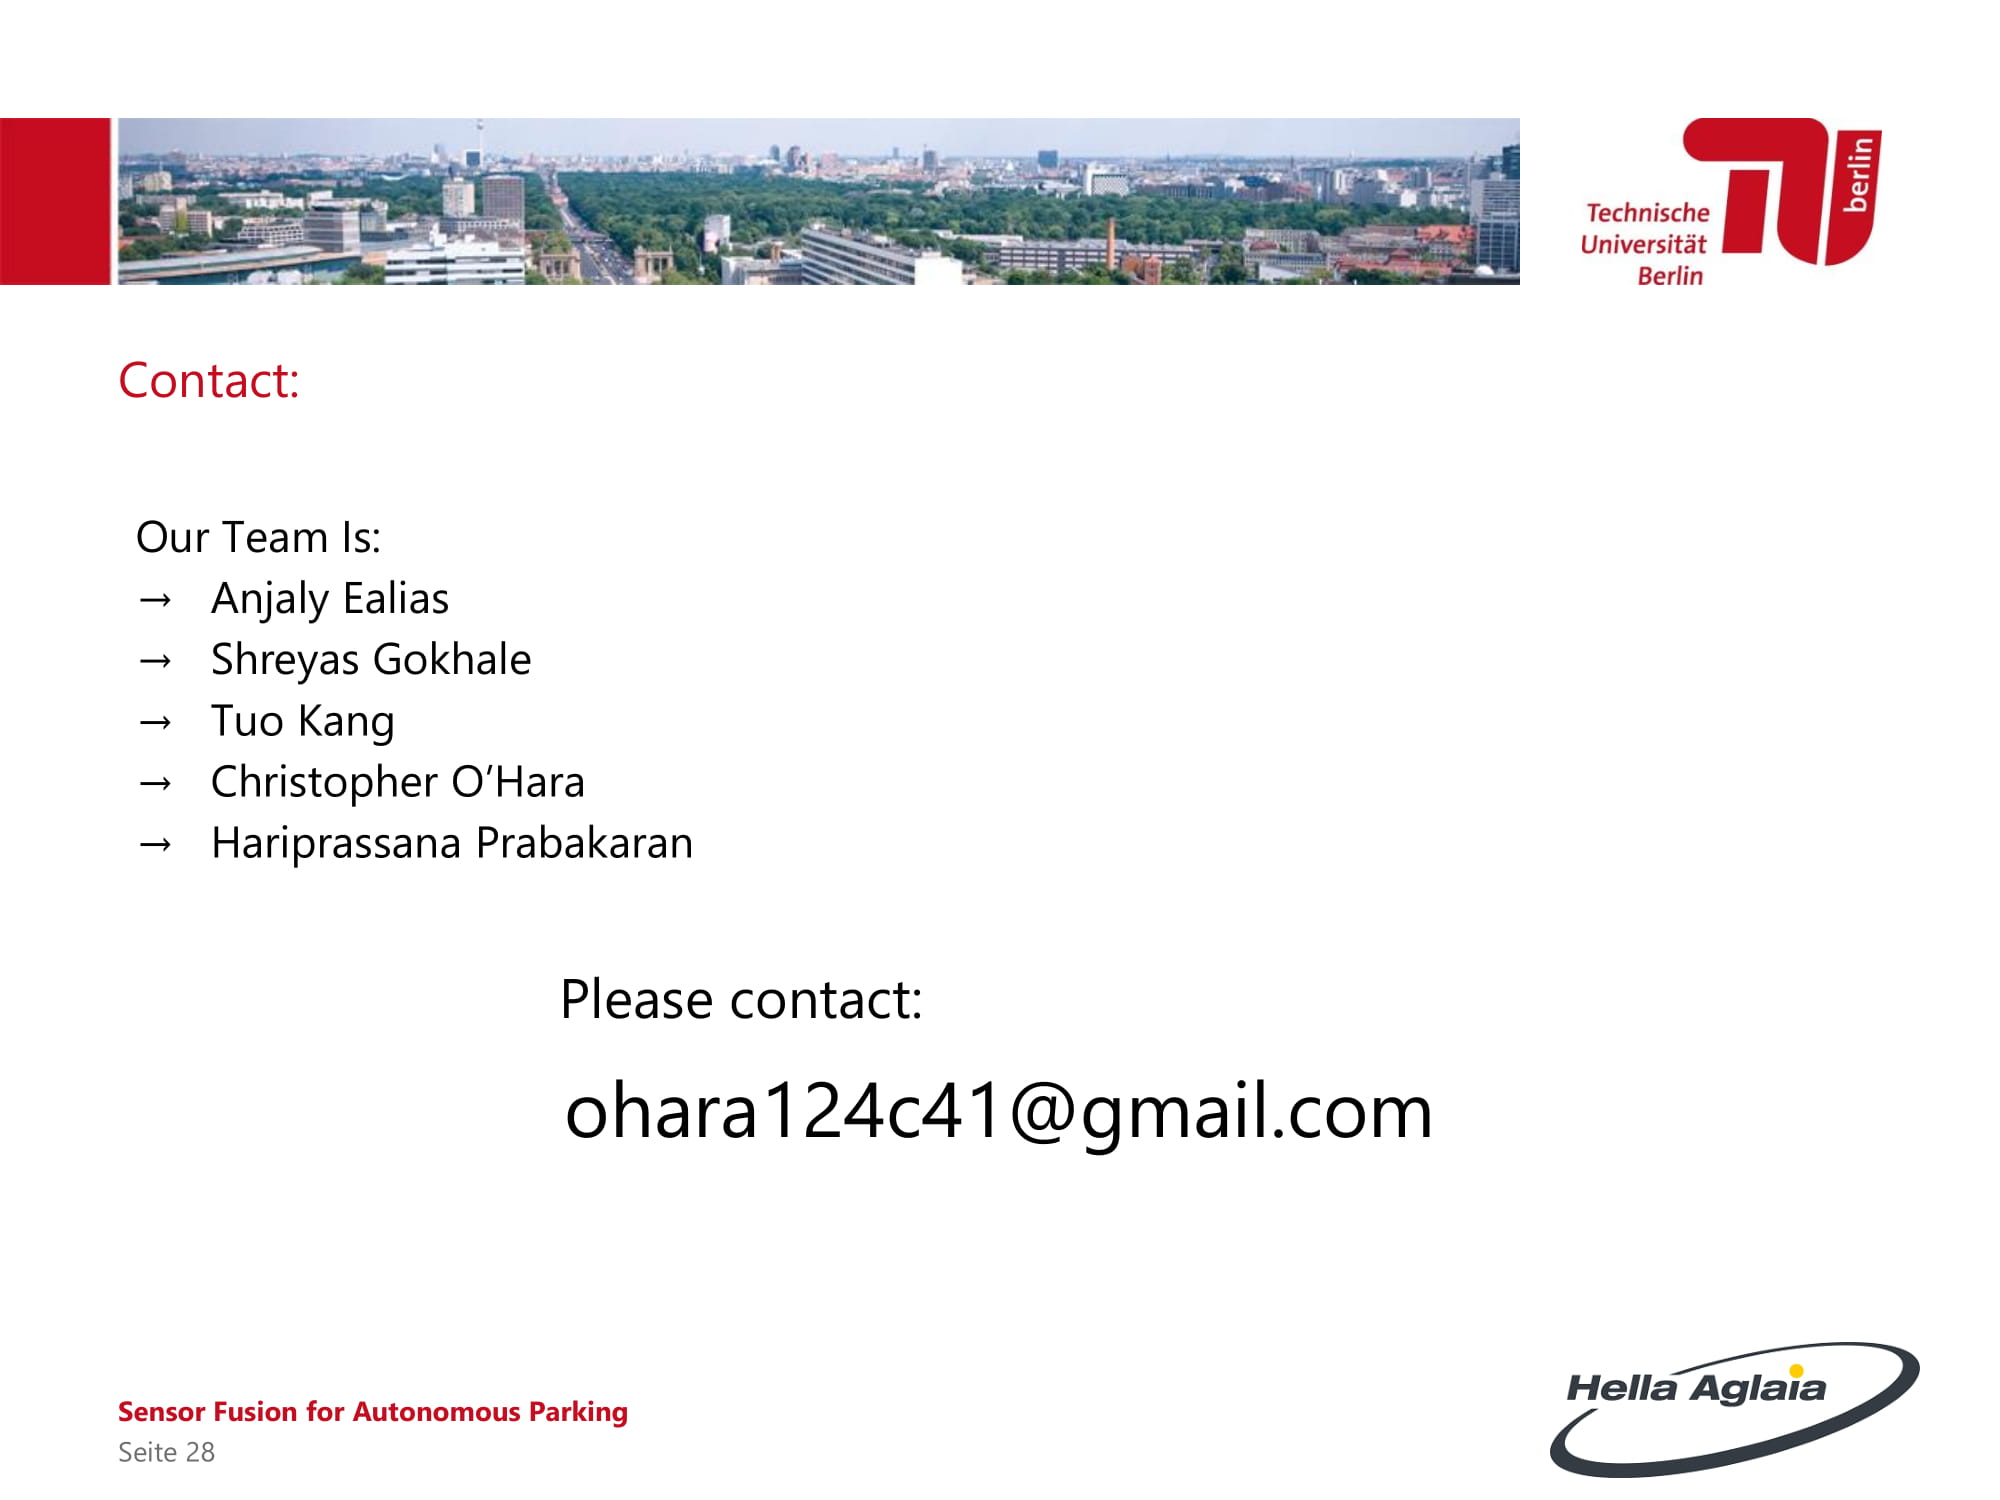 Technische
Universität
Berlin
berlin
Contact:
Our Team Is:
→ Anjaly Ealias
→ Shreyas Gokhale
→ Tuo Kang
→ Christopher O’Hara
→ Hariprassana Prabakaran
Please contact:
ohara124c41@gmail.com
Hella Aglaia
Sensor Fusion for Autonomous Parking
Seite 28